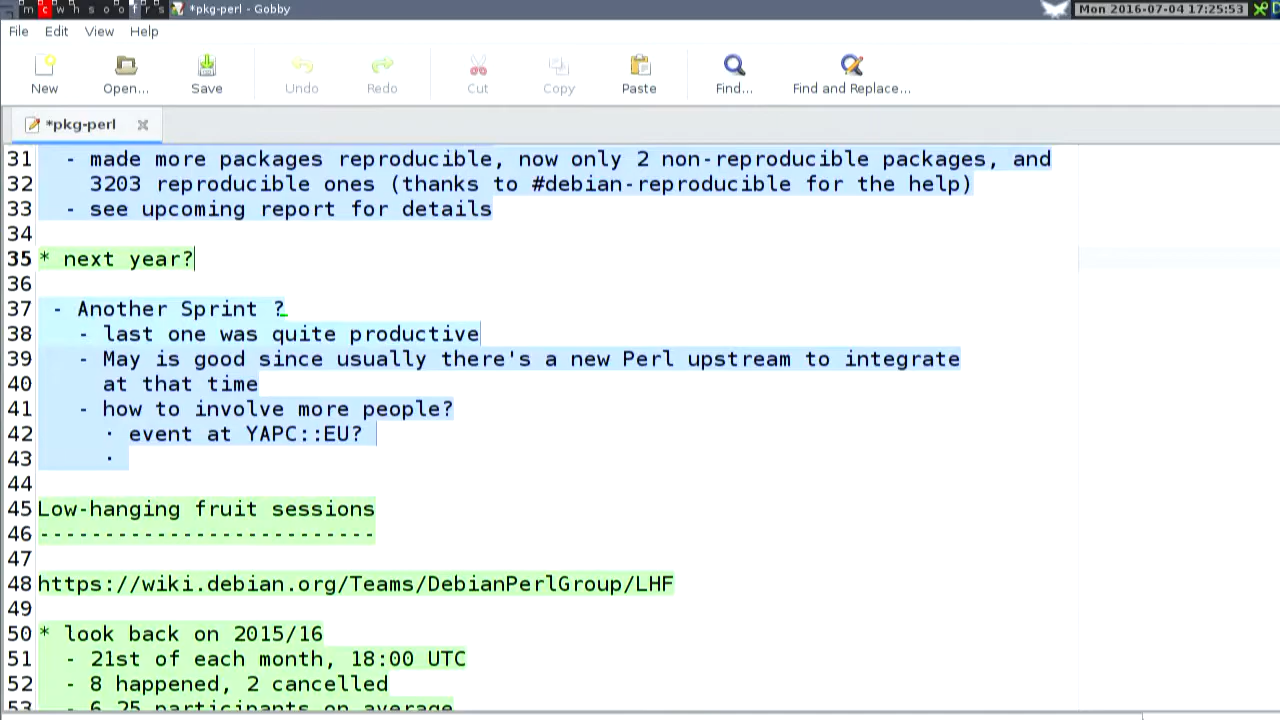 m c w h s o o f r s *pkg-perl - Gobby Mon 2016-07-04 17:25:53
File Edit View Help
New Open... Save Undo Redo Cut Copy Paste Find... Find and Replace...
*pkg-perl
31 - made more packages reproducible, now only 2 non-reproducible packages, and
32 3203 reproducible ones (thanks to #debian-reproducible for the help)
33 - see upcoming report for details
34
35 * next year?
36
37 - Another Sprint ?
38 - last one was quite productive
39 - May is good since usually there's a new Perl upstream to integrate
40 at that time
41 - how to involve more people?
42 · event at YAPC::EU?
43 ·
44
45 Low-hanging fruit sessions
46 --------------------------
47
48 https://wiki.debian.org/Teams/DebianPerlGroup/LHF
49
50 * look back on 2015/16
51 - 21st of each month, 18:00 UTC
52 - 8 happened, 2 cancelled
53 - 6.25 participants on average